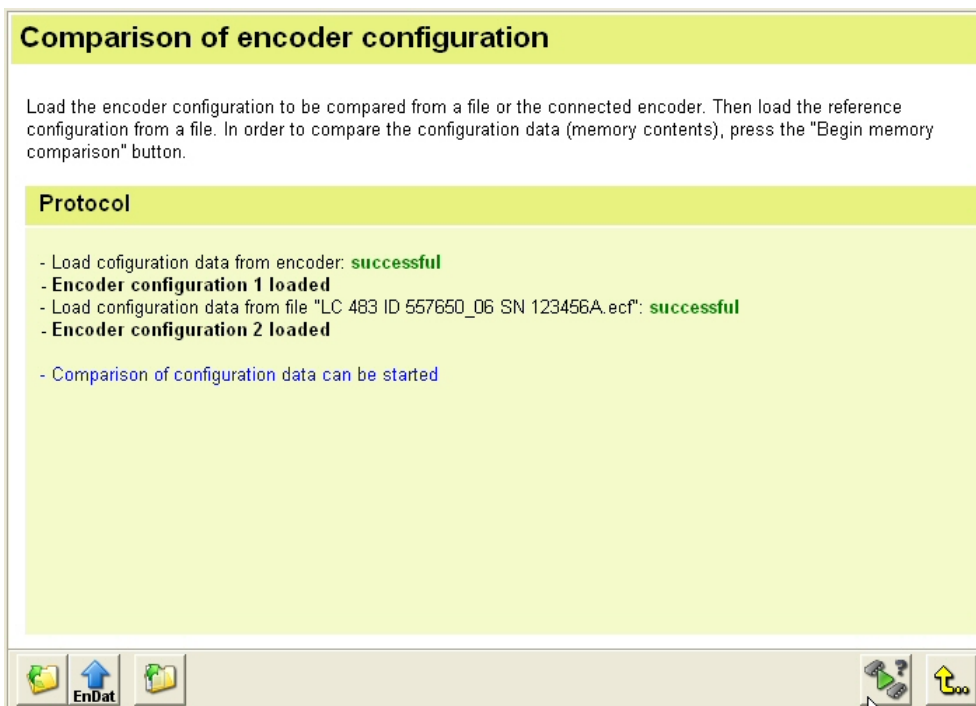 Comparison of encoder configuration
Load the encoder configuration to be compared from a file or the connected encoder. Then load the reference
configuration from a file. In order to compare the configuration data (memory contents), press the "Begin memory
comparison" button.
Protocol
- Load cofiguration data from encoder: successful
- Encoder configuration 1 loaded
- Load configuration data from file "LC 483 ID 557650_06 SN 123456A.ecf": successful
- Encoder configuration 2 loaded
- Comparison of configuration data can be started
EnDat
?